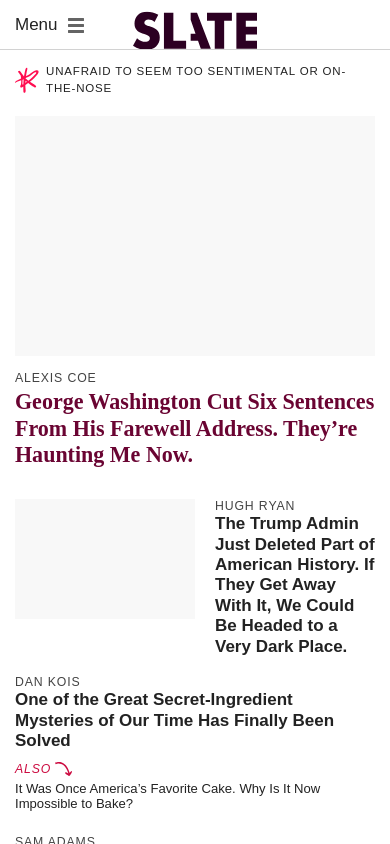 Menu
SLATE
UNAFRAID TO SEEM TOO SENTIMENTAL OR ON-
THE-NOSE
ALEXIS COE
George Washington Cut Six Sentences
From His Farewell Address. They’re
Haunting Me Now.
HUGH RYAN
The Trump Admin
Just Deleted Part of
American History. If
They Get Away
With It, We Could
Be Headed to a
Very Dark Place.
DAN KOIS
One of the Great Secret-Ingredient
Mysteries of Our Time Has Finally Been
Solved
ALSO
It Was Once America’s Favorite Cake. Why Is It Now
Impossible to Bake?
SAM ADAMS